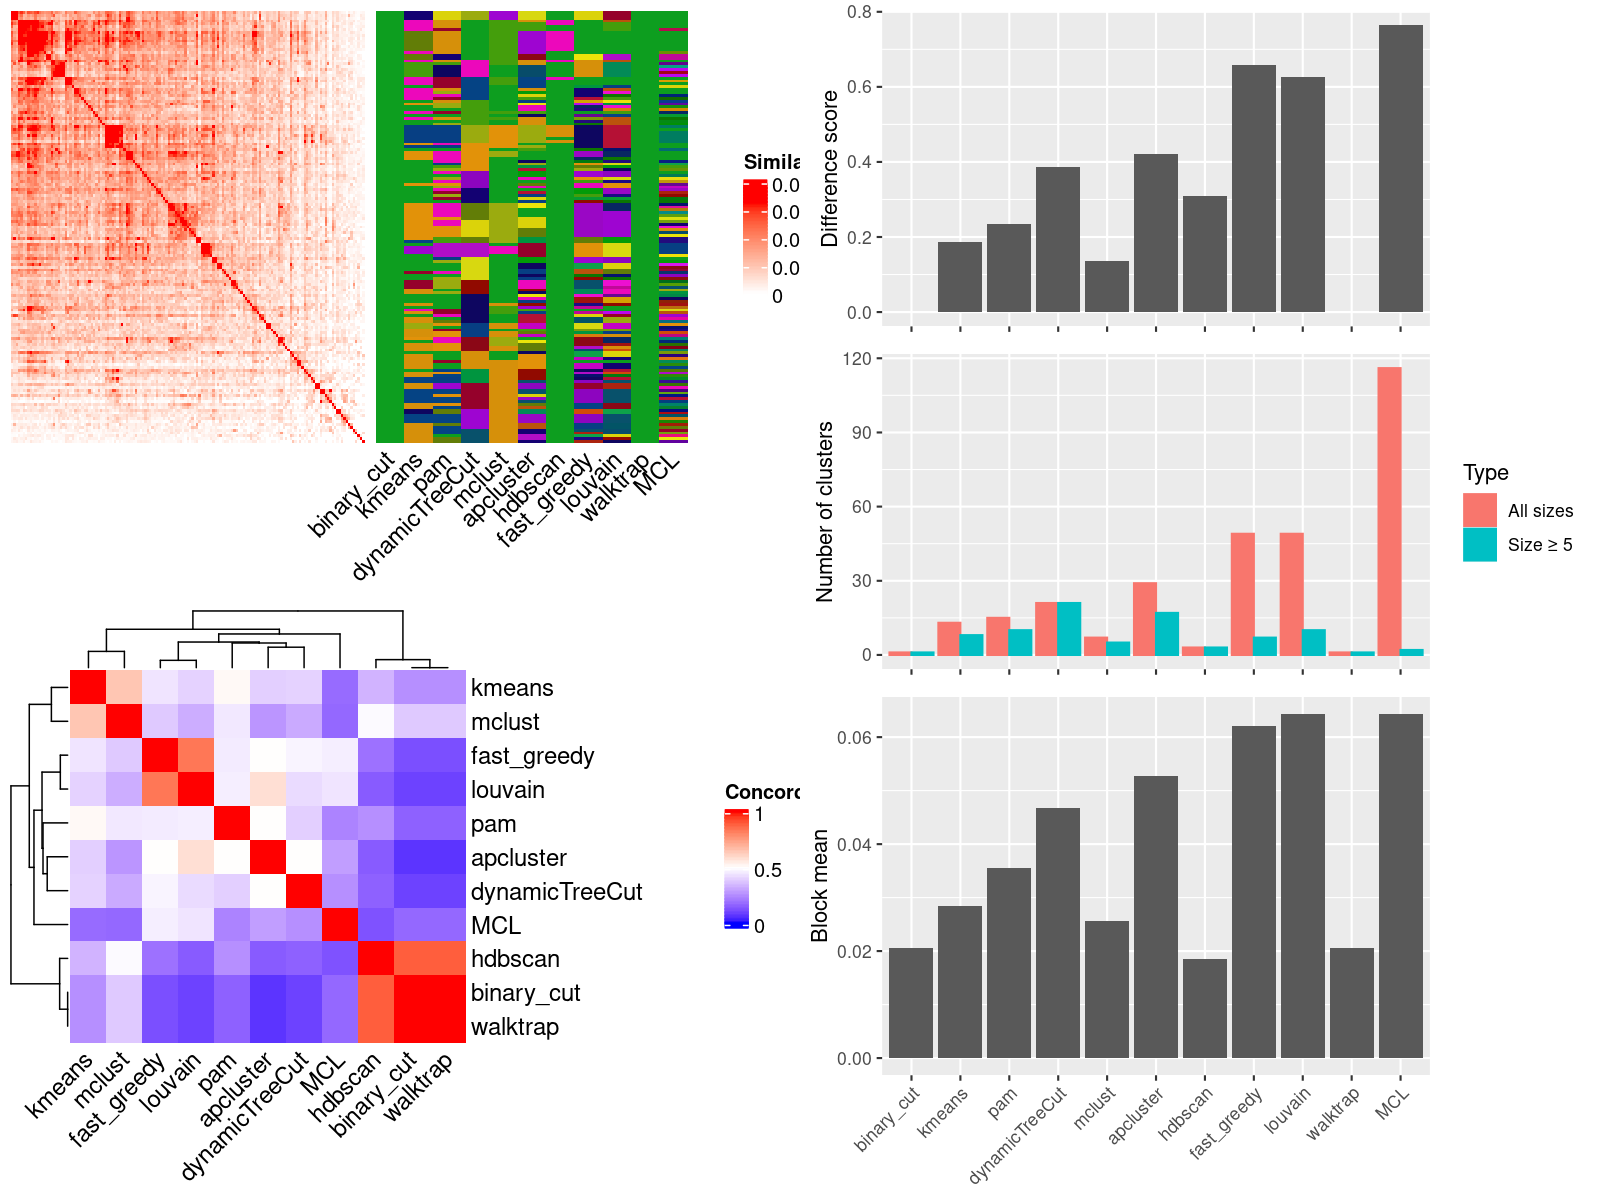 Simila
0.0
0.0
0.0
0.0
0
binary_cut
kmeans
pam
dynamicTreeCut
mclust
apcluster
hdbscan
fast_greedy
louvain
walktrap
MCL
kmeans
mclust
fast_greedy
louvain
pam
apcluster
dynamicTreeCut
MCL
hdbscan
binary_cut
walktrap
kmeans
mclust
fast_greedy
louvain
pam
apcluster
dynamicTreeCut
MCL
hdbscan
binary_cut
walktrap
Concord
1
0.5
0
Difference score
0.8
0.6
0.4
0.2
0.0
Number of clusters
120
90
60
30
0
Type
All sizes
Size ≥ 5
Block mean
0.06
0.04
0.02
0.00
binary_cut
kmeans
pam
dynamicTreeCut
mclust
apcluster
hdbscan
fast_greedy
louvain
walktrap
MCL